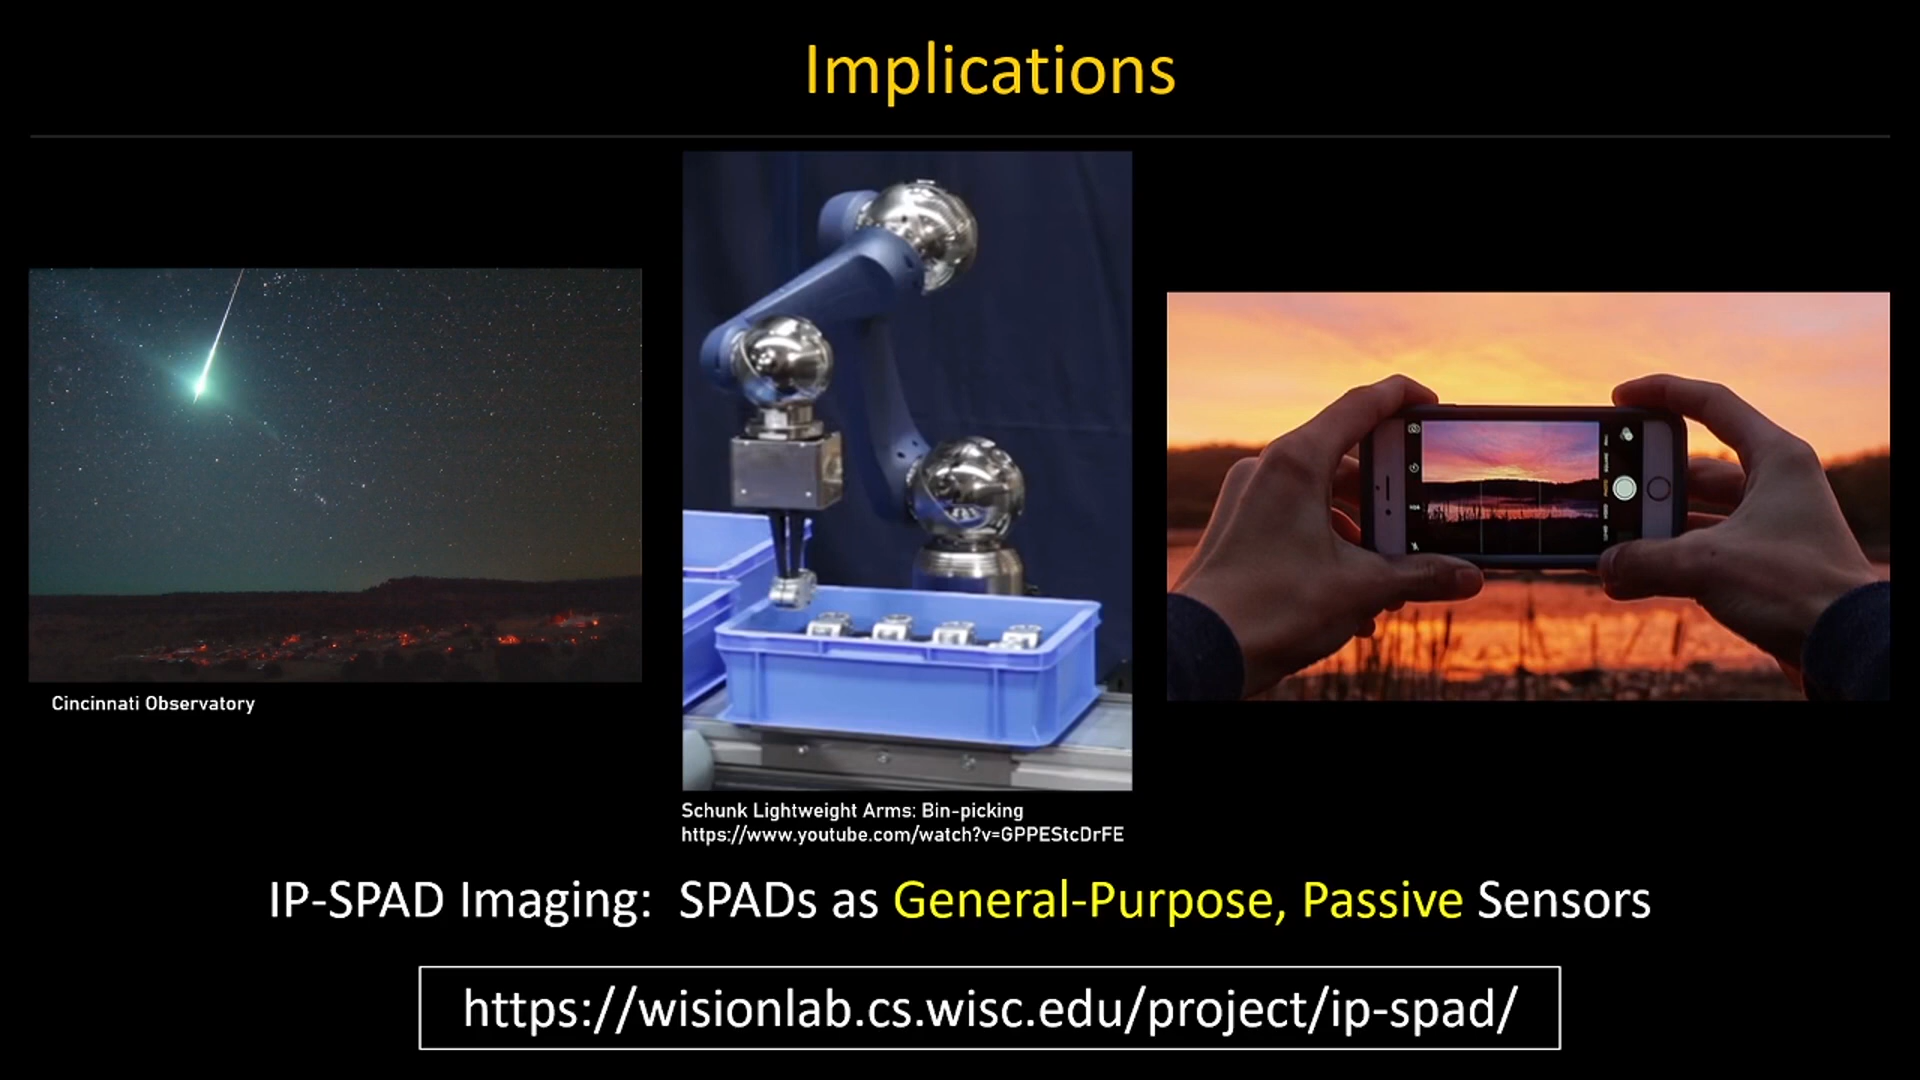 Implications
Cincinnati Observatory
Schunk Lightweight Arms: Bin-picking
https://www.youtube.com/watch?v=GPPEStcDrFE
IP-SPAD Imaging: SPADs as General-Purpose, Passive Sensors
https://wisionlab.cs.wisc.edu/project/ip-spad/